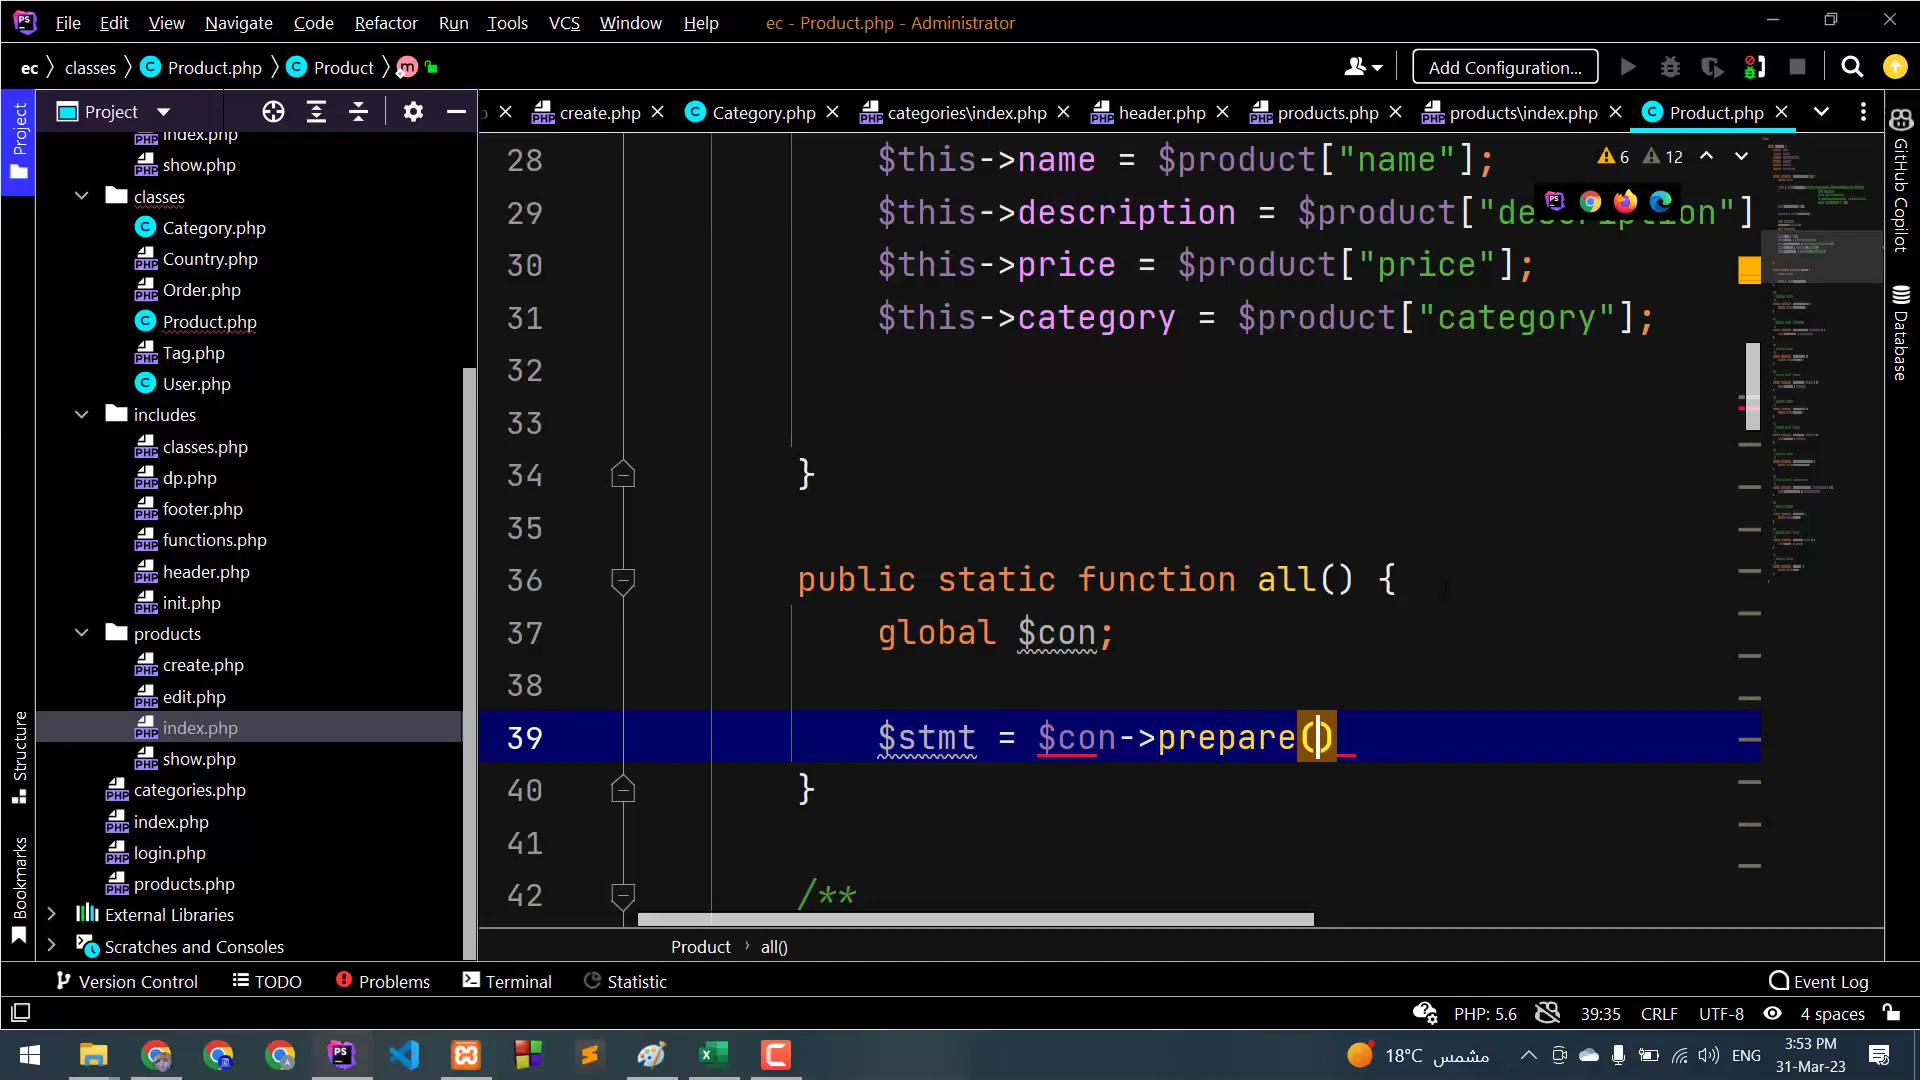 File Edit View Navigate Code Refactor Run Tools VCS Window Help ec - Product.php - Administrator
ec classes Product.php Product m Add Configuration...
Project
create.php Category.php categories\index.php header.php products.php products\index.php Product.php
index.php
show.php
classes
Category.php
Country.php
Order.php
Product.php
Tag.php
User.php
includes
classes.php
dp.php
footer.php
functions.php
header.php
init.php
products
create.php
edit.php
index.php
show.php
categories.php
index.php
login.php
products.php
External Libraries
Scratches and Consoles
Project
Structure
Bookmarks
6 12
28 $this->name = $product["name"];
29 $this->description = $product["description"]
30 $this->price = $product["price"];
31 $this->category = $product["category"];
32
33
34 }
35
36 public static function all() {
37 global $con;
38
39 $stmt = $con->prepare()
40 }
41
42 /**
GitHub Copilot
Database
Product all()
Version Control TODO Problems Terminal Statistic Event Log
PHP: 5.6 39:35 CRLF UTF-8 4 spaces
18°C مشمس ENG 3:53 PM
31-Mar-23